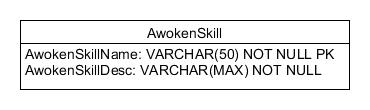 AwokenSkill
AwokenSkillName: VARCHAR(50) NOT NULL PK
AwokenSkillDesc: VARCHAR(MAX) NOT NULL